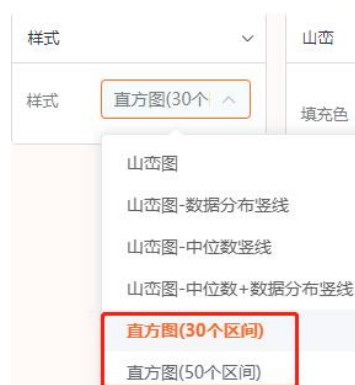 样式
山峦
样式
直方图(30个
填充色
山峦图
山峦图-数据分布竖线
山峦图-中位数竖线
山峦图-中位数+数据分布竖线
直方图(30个区间)
直方图(50个区间)